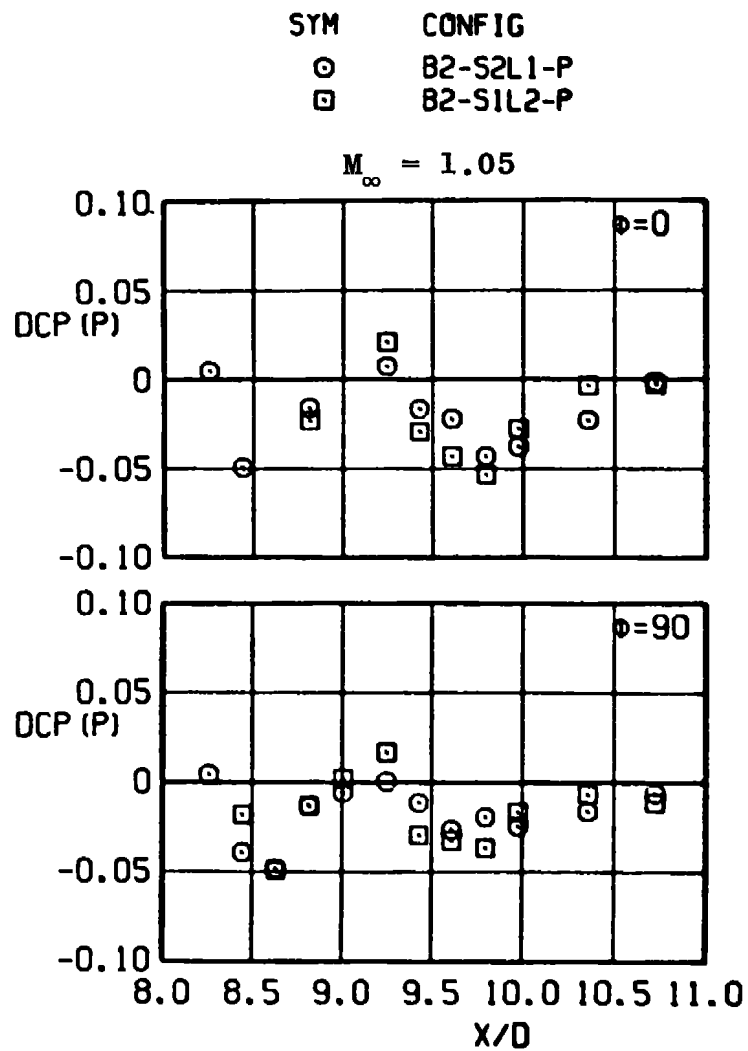 SYM CONFIG
⊙ B2-S2L1-P
⊡ B2-S1L2-P
M∞ = 1.05
0.10
0.05
DCP (P)
0
-0.05
-0.10
Φ=0
0.10
0.05
DCP (P)
0
-0.05
-0.10
Φ=90
8.0 8.5 9.0 9.5 10.0 10.5 11.0
X/D